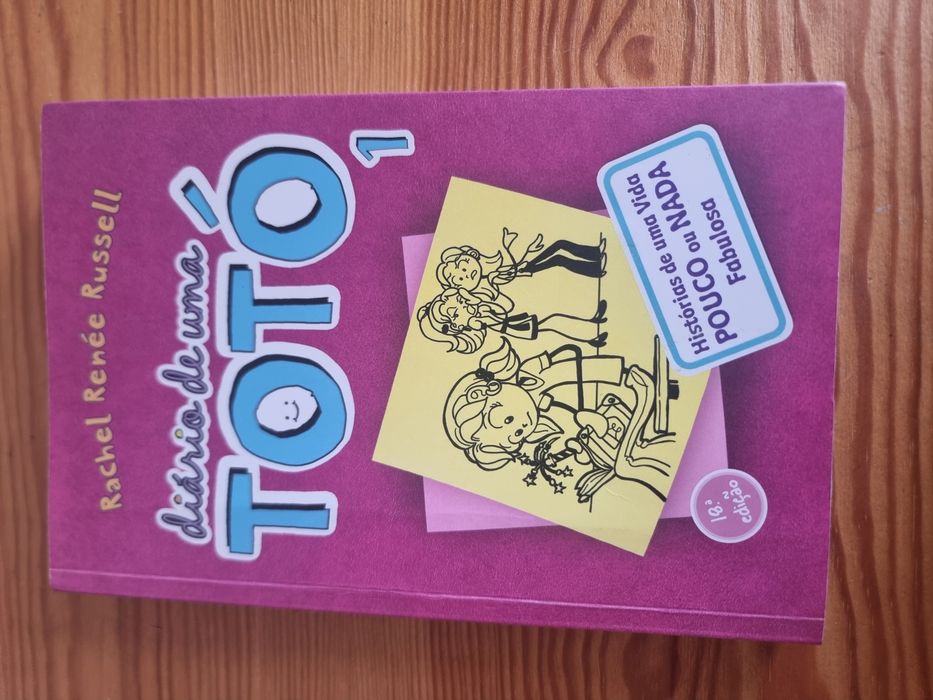 Rachel Renée Russell
diário de uma
TOTÓ
1
Histórias de uma Vida
POUCO ou NADA
Fabulosa
18.ª
edição